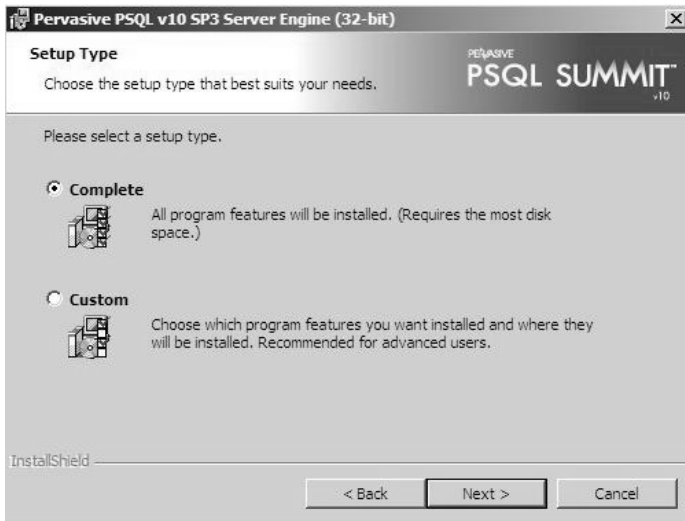 Pervasive PSQL v10 SP3 Server Engine (32-bit)
Setup Type
Choose the setup type that best suits your needs.
PERVASIVE
PSQL SUMMIT™
v10
Please select a setup type.
Complete
All program features will be installed. (Requires the most disk
space.)
Custom
Choose which program features you want installed and where they
will be installed. Recommended for advanced users.
InstallShield
< Back
Next >
Cancel